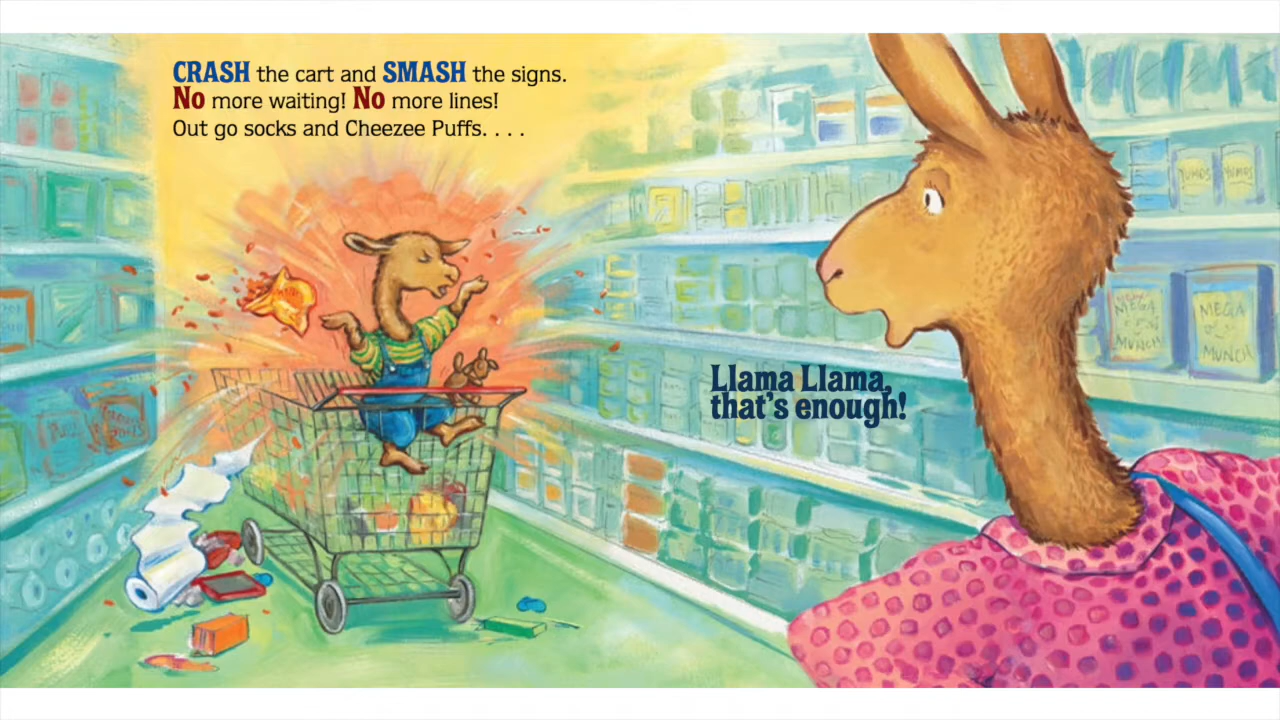 CRASH the cart and SMASH the signs.
No more waiting! No more lines!
Out go socks and Cheezee Puffs. . . .
Llama Llama,
that's enough!
YUMOS YUMOS
MEGA
MUNCH
MEGA
MUNCH